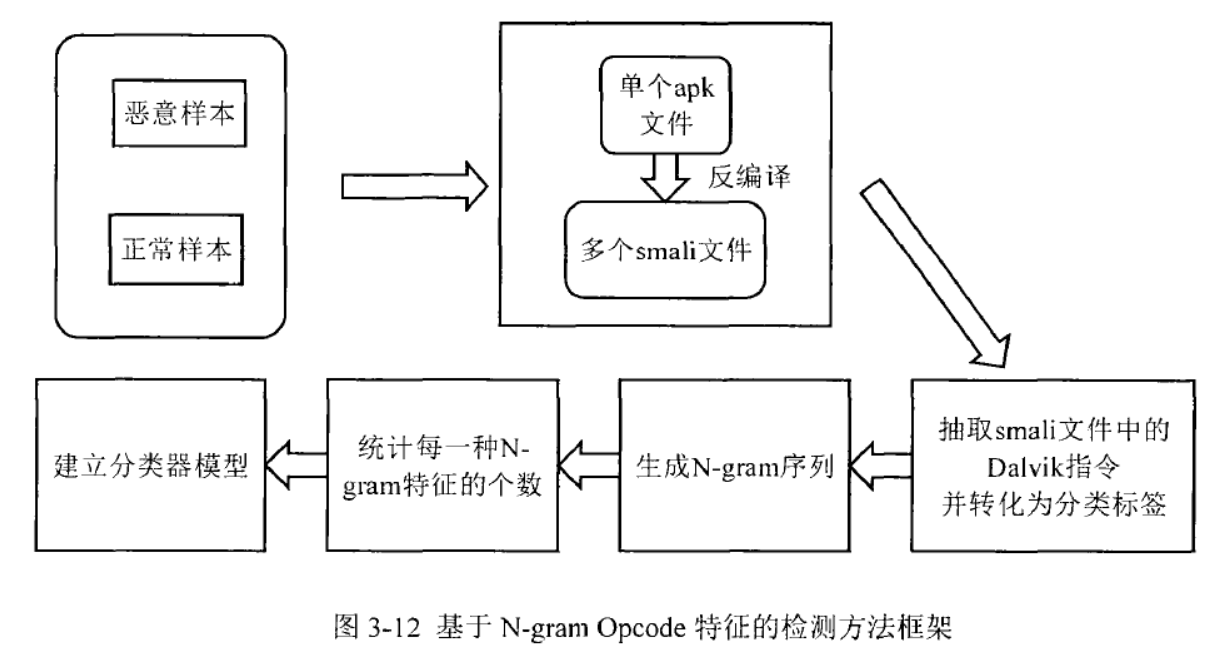 恶意样本
正常样本
单个apk
文件
反编译
多个smali文件
抽取smali文件中的
Dalvik指令
并转化为分类标签
生成N-gram序列
统计每一种N-
gram特征的个数
建立分类器模型
图 3-12 基于 N-gram Opcode 特征的检测方法框架